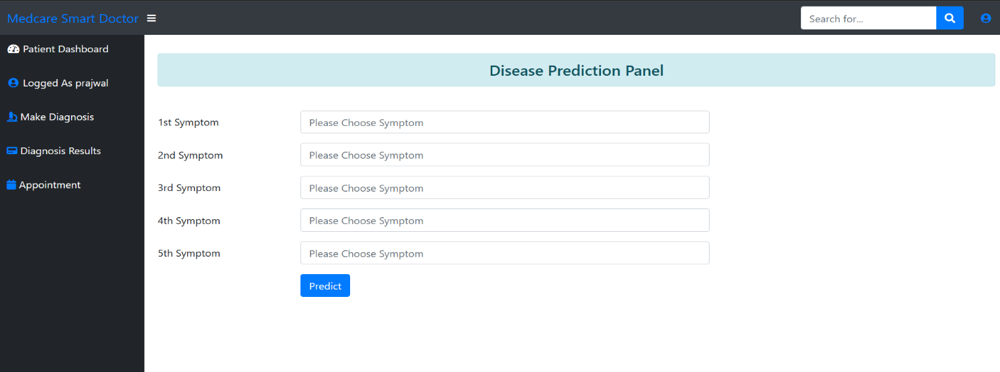 Medcare Smart Doctor
Search for...
Patient Dashboard
Logged As prajwal
Make Diagnosis
Diagnosis Results
Appointment
Disease Prediction Panel
1st Symptom Please Choose Symptom
2nd Symptom Please Choose Symptom
3rd Symptom Please Choose Symptom
4th Symptom Please Choose Symptom
5th Symptom Please Choose Symptom
Predict